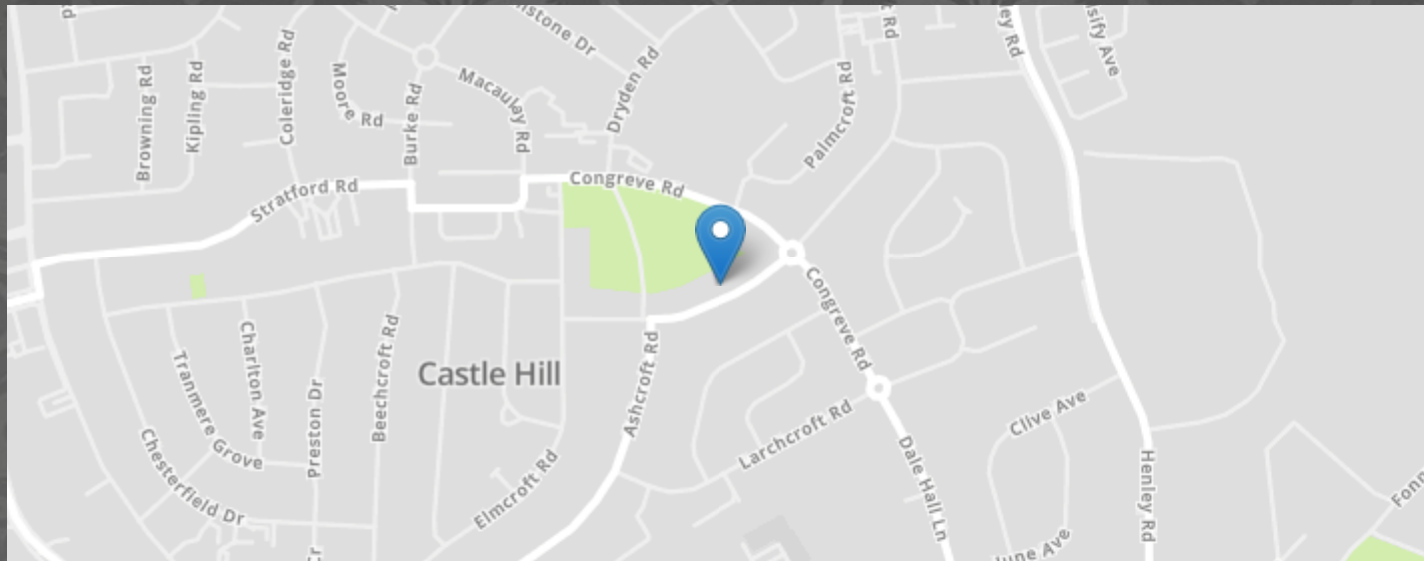 Browning Rd
Kipling Rd
Coleridge Rd
Moore Rd
Burke Rd
Macaulay Rd
Dryden Rd
Palmcroft Rd
Stratford Rd
Congreve Rd
Congreve Rd
Castle Hill
Charlton Ave
Tranmere Grove
Preston Dr
Beechcroft Rd
Chesterfield Dr
Ashcroft Rd
Elmcroft Rd
Larchcroft Rd
Dale Hall Ln
Clive Ave
Henley Rd
June Ave